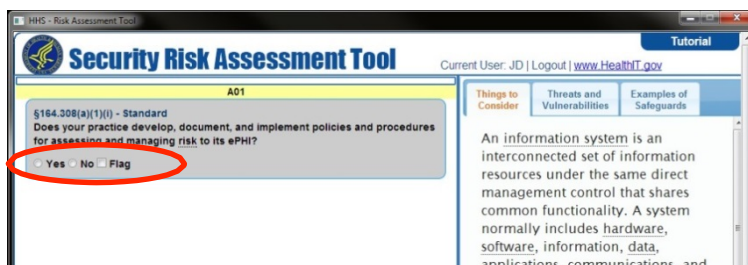 HHS - Risk Assessment Tool
Security Risk Assessment Tool
Tutorial
Current User: JD | Logout | www.HealthIT.gov
A01
§164.308(a)(1)(i) - Standard
Does your practice develop, document, and implement policies and procedures
for assessing and managing risk to its ePHI?
Yes No Flag
Things to
Consider
Threats and
Vulnerabilities
Examples of
Safeguards
An information system is an
interconnected set of information
resources under the same direct
management control that shares
common functionality. A system
normally includes hardware,
software, information, data,
applications, communications, and